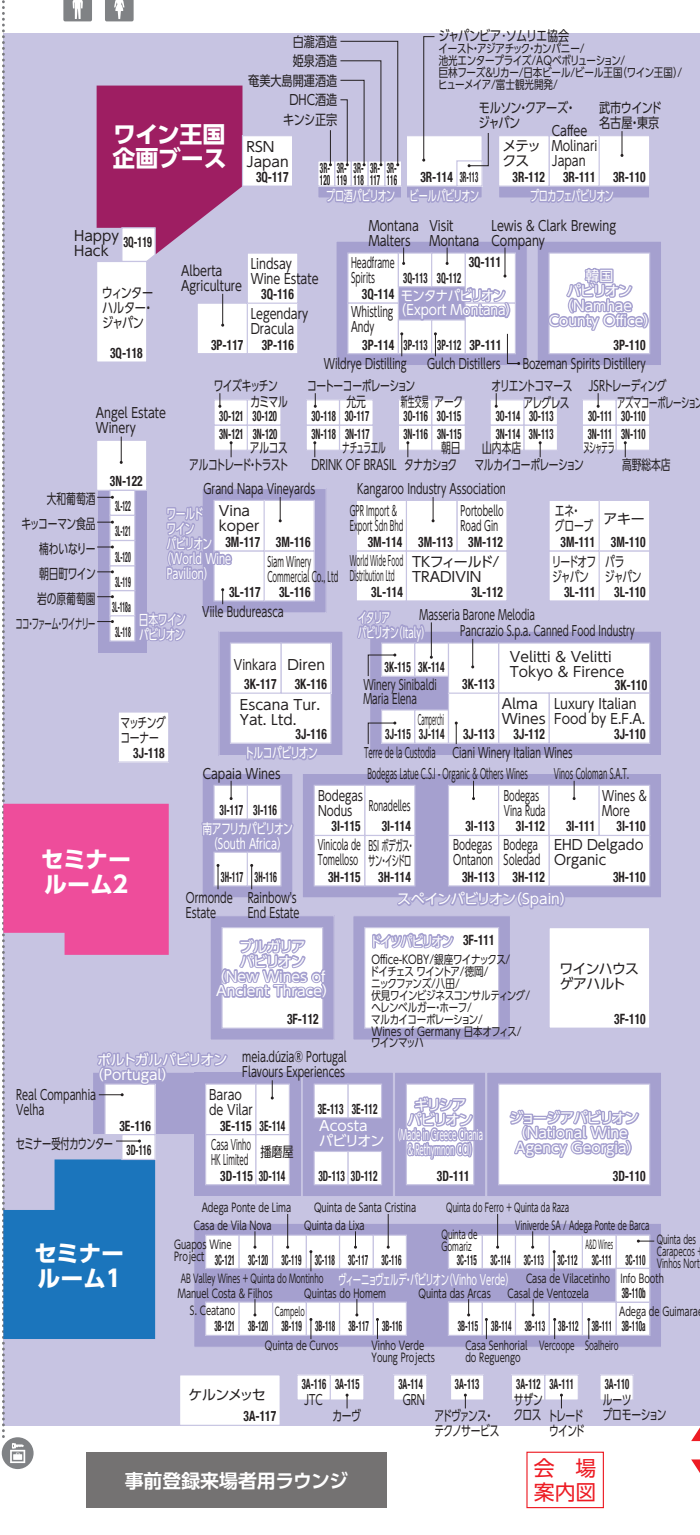 白瀧酒造
姫泉酒造
奄美大島開運酒造
DHC酒造
キンシ正宗
ジャパンビア・ソムリエ協会
イースト・アジアチック・カンパニー/
池光エンタープライズ/AQベボリューション/
巨林フーズ&リカー/日本ビール/ビール王国(ワイン王国)/
ヒューメイア/富士観光開発/
モルソン・クアーズ・
ジャパン
武市ウインド
名古屋・東京
ワイン王国
企画ブース
RSN
Japan
3Q-117
3R-120
3R-119
3R-118
3R-117
3R-116
プロ酒パビリオン
3R-114
3R-113
ビールパビリオン
メテッ
クス
3R-112
Caffee
Molinari
Japan
3R-111
3R-110
プロカフェパビリオン
Happy
Hack
3Q-119
ウィンター
ハルター・
ジャパン
3Q-118
Alberta
Agriculture
3P-117
Lindsay
Wine Estate
3Q-116
Legendary
Dracula
3P-116
Montana
Malters
Visit
Montana
Lewis & Clark Brewing
Company
Headframe
Spirits
3Q-114
3Q-113
3Q-112
3Q-111
モンタナパビリオン
(Export Montana)
Whistling
Andy
3P-114
3P-113
3P-112
3P-111
Wildrye Distilling
Gulch Distillers
Bozeman Spirits Distillery
韓国
パビリオン
(Namhae
County Office)
3P-110
ワイズキッチン
カミマル
3O-121
3O-120
3N-121
3N-120
アルコス
アルコトレード・トラスト
コートーコーポレーション
允元
3O-118
3O-117
3N-118
3N-117
ナチュラエル
DRINK OF BRASIL
新生交易
アーク
3O-116
3O-115
3N-116
3N-115
朝日
タナカショク
オリエントコマース
アレグレス
3O-114
3O-113
3N-114
3N-113
山内本店
マルカイコーポレーション
JSRトレーディング
アズマコーポレーション
3O-111
3O-110
3N-111
3N-110
ヌシャテラ
高野総本店
Angel Estate
Winery
3N-122
大和葡萄酒
3L-122
キッコーマン食品
3L-121
楠わいなりー
3L-120
朝日町ワイン
3L-119
岩の原葡萄園
3L-118a
ココ・ファーム・ワイナリー
3L-118
日本ワイン
パビリオン
ワールド
ワイン
パビリオン
(World Wine
Pavilion)
Grand Napa Vineyards
Vina
koper
3M-117
3M-116
3L-117
Siam Winery
Commercial Co., Ltd
3L-116
Viile Budureasca
Kangaroo Industry Association
GPR Import &
Export Sdn Bhd
3M-114
3M-113
Portobello
Road Gin
3M-112
World Wide Food
Distribution Ltd
3L-114
TKフィールド/
TRADIVIN
3L-112
エネ・
グローブ
3M-111
アキー
3M-110
リードオフ
ジャパン
3L-111
パラ
ジャパン
3L-110
イタリア
パビリオン(Italy)
Masseria Barone Melodia
Pancrazio S.p.a. Canned Food Industry
3K-115
3K-114
3K-113
Velitti & Velitti
Tokyo & Firence
3K-110
Winery Sinibaldi
Maria Elena
3J-115
Camperchi
3J-114
3J-113
Alma
Wines
3J-112
Luxury Italian
Food by E.F.A.
3J-110
Terre de la Custodia
Ciani Winery Italian Wines
Vinkara
3K-117
Diren
3K-116
Escana Tur.
Yat. Ltd.
3J-116
トルコパビリオン
マッチング
コーナー
3J-118
Capaia Wines
3I-117
3I-116
南アフリカパビリオン
(South Africa)
3H-117
3H-116
Ormonde
Estate
Rainbow's
End Estate
Bodegas Latue C.S.I - Organic & Others Wines
Vinos Coloman S.A.T.
Bodegas
Nodus
3I-115
Ronadelles
3I-114
3I-113
Bodegas
Vina Ruda
3I-112
3I-111
Wines &
More
3I-110
Vinicola de
Tomelloso
3H-115
BSI ボデガス・
サン・イシドロ
3H-114
Bodegas
Ontanon
3H-113
Bodega
Soledad
3H-112
EHD Delgado
Organic
3H-110
スペインパビリオン(Spain)
セミナー
ルーム2
ブルガリア
パビリオン
(New Wines of
Ancient Thrace)
3F-112
ドイツパビリオン 3F-111
Office-KOBY/銀座ワイナックス/
ドイチェス ワイントア/徳岡/
ニックファンズ/八田/
伏見ワインビジネスコンサルティング/
ヘレンベルガー・ホーフ/
マルカイコーポレーション/
Wines of Germany 日本オフィス/
ワインマッハ
ワインハウス
ゲアハルト
3F-110
ポルトガルパビリオン
(Portugal)
meia.dúzia® Portugal
Flavours Experiences
Real Companhia
Velha
3E-116
セミナー受付カウンター
3D-116
Barao
de Vilar
3E-115
3E-114
Casa Vinho
HK Limited
3D-115
播磨屋
3D-114
3E-113
3E-112
Acosta
パビリオン
3D-113
3D-112
ギリシア
パビリオン
(Made in Greece Chania
& Rethymnon CCI)
3D-111
ジョージアパビリオン
(National Wine
Agency Georgia)
3D-110
セミナー
ルーム1
Adega Ponte de Lima
Quinta de Santa Cristina
Quinta do Ferro + Quinta da Raza
Casa de Vila Nova
Quinta da Lixa
Viniverde SA / Adega Ponte de Barca
Guapos Wine
Project
3C-121
3C-120
3C-119
3C-118
3C-117
3C-116
Quinta de
Gomariz
3C-115
3C-114
3C-113
3C-112
A&D Wines
3C-111
3C-110
Quinta des
Carapecos +
Vinhos Nort
AB Valley Wines + Quinta do Montinho
ヴィーニョヴェルデ・パビリオン(Vinho Verde)
Casa de Vilacetinho
Info Booth
3B-110b
Manuel Costa & Filhos
Quintas do Homem
Quinta das Arcas
Casal de Ventozela
S. Ceatano
3B-121
3B-120
Campelo
3B-119
3B-118
3B-117
3B-116
3B-115
3B-114
3B-113
3B-112
3B-111
Adega de Guimarae
3B-110a
Quinta de Curvos
Vinho Verde
Young Projects
Casa Senhorial
do Reguengo
Vercoope
Soalheiro
ケルンメッセ
3A-117
3A-116
JTC
3A-115
カーヴ
3A-114
GRN
3A-113
アドヴァンス・
テクノサービス
3A-112
サザン
クロス
3A-111
トレード
ウインド
3A-110
ルーツ
プロモーション
事前登録来場者用ラウンジ
会 場
案内図